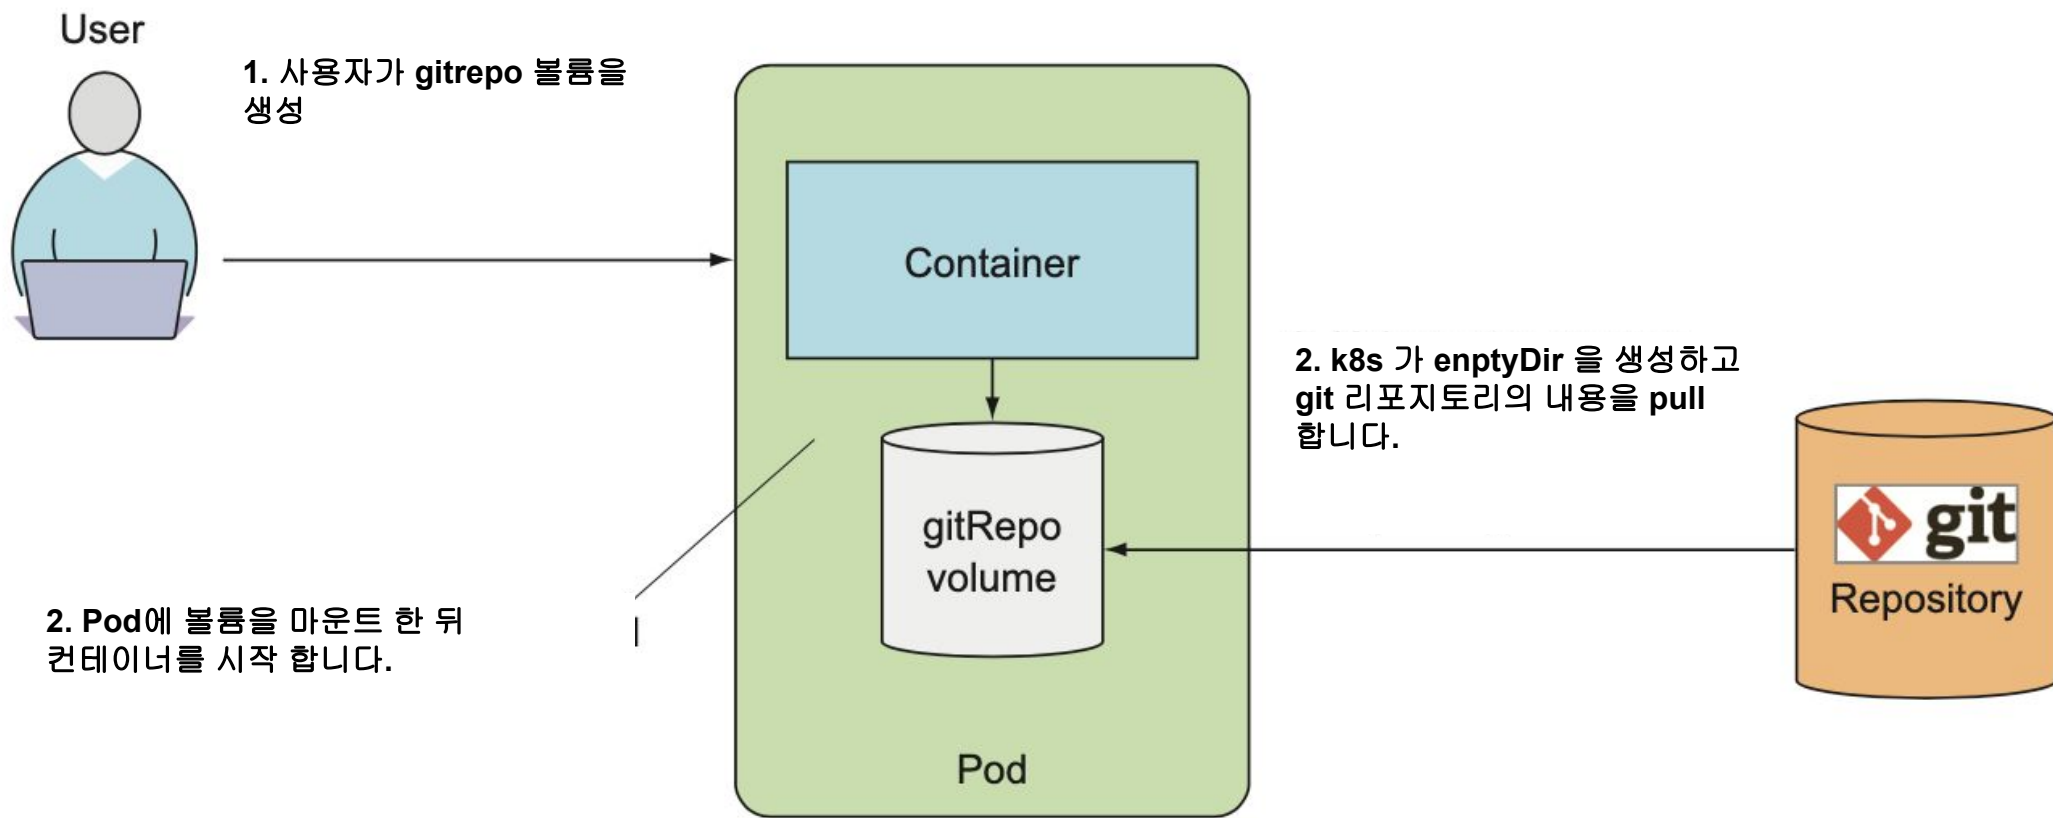 User
1. 사용자가 gitrepo 볼륨을
생성
Container
2. k8s 가 enptyDir 을 생성하고
git 리포지토리의 내용을 pull
합니다.
gitRepo
volume
git
Repository
2. Pod에 볼륨을 마운트 한 뒤
컨테이너를 시작 합니다.
Pod